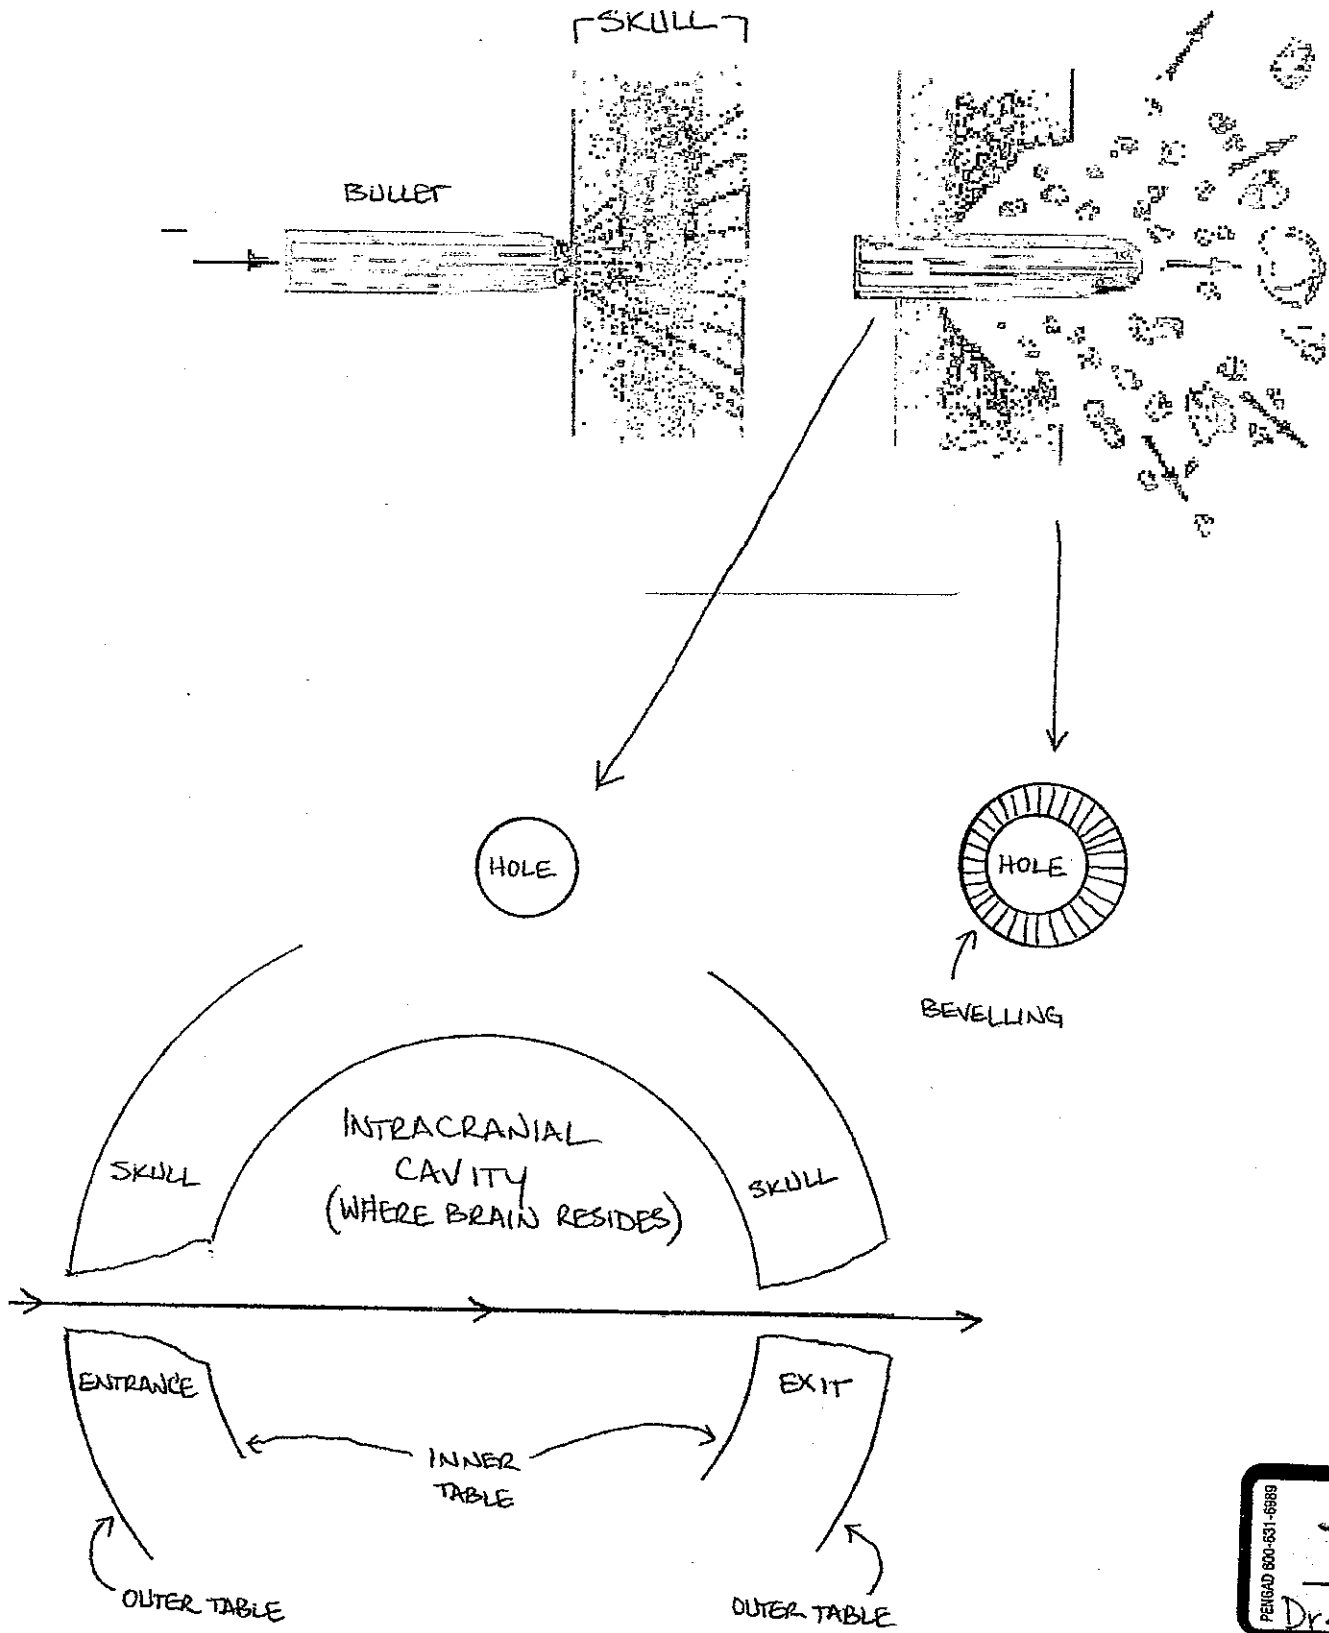 SKULL
BULLET
HOLE
HOLE
BEVELLING
INTRACRANIAL
CAVITY
(WHERE BRAIN RESIDES)
SKULL
SKULL
ENTRANCE
EXIT
INNER
TABLE
OUTER TABLE
OUTER TABLE
PENGAD 800-631-6989
Dr.